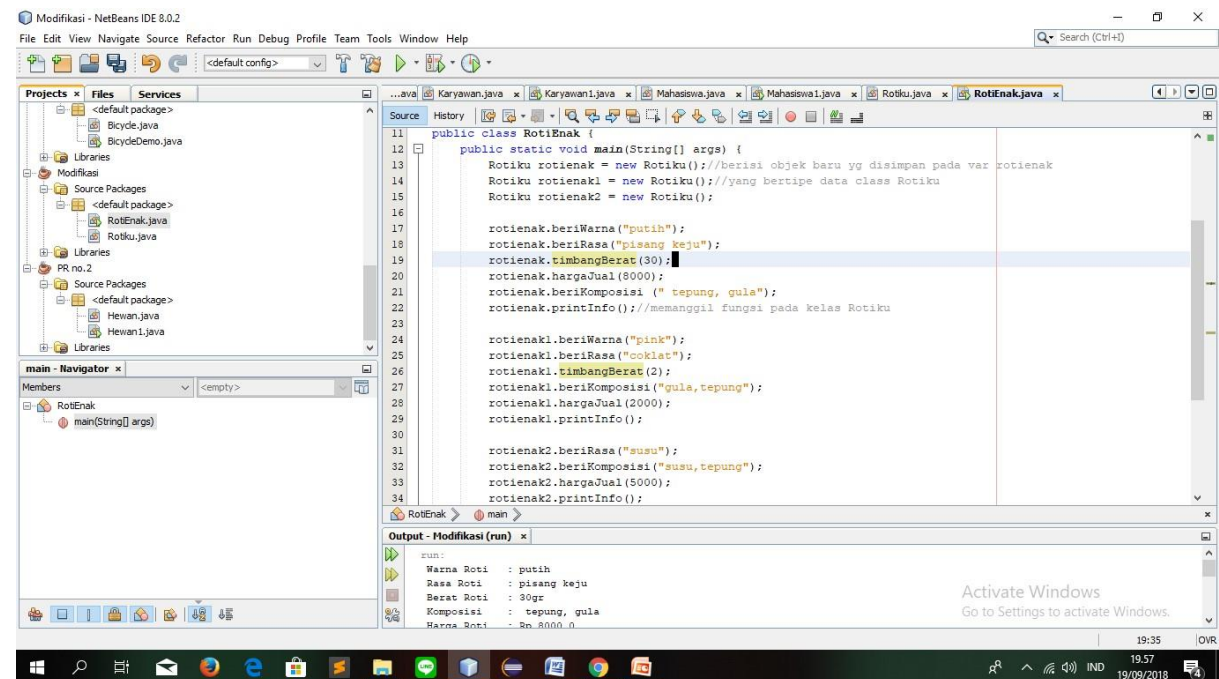 Modifikasi - NetBeans IDE 8.0.2
File Edit View Navigate Source Refactor Run Debug Profile Team Tools Window Help
Search (Ctrl+I)
<default config>
Projects Files Services
<default package>
Bicycle.java
BicycleDemo.java
Libraries
Modifikasi
Source Packages
<default package>
RotiEnak.java
Rotiku.java
Libraries
PR no.2
Source Packages
<default package>
Hewan.java
Hewan1.java
Libraries
main - Navigator
Members <empty>
RotiEnak
main(String[] args)
...ava Karyawan.java Karyawan1.java Mahasiswa.java Mahasiswa1.java Rotiku.java RotiEnak.java
Source History
11 public class RotiEnak {
12 public static void main(String[] args) {
13 Rotiku rotienak = new Rotiku();//berisi objek baru yg disimpan pada var rotienak
14 Rotiku rotienak1 = new Rotiku();//yang bertipe data class Rotiku
15 Rotiku rotienak2 = new Rotiku();
16
17 rotienak.beriWarna("putih");
18 rotienak.beriRasa("pisang keju");
19 rotienak.timbangBerat(30);
20 rotienak.hargaJual(8000);
21 rotienak.beriKomposisi (" tepung, gula");
22 rotienak.printInfo();//memanggil fungsi pada kelas Rotiku
23
24 rotienak1.beriWarna("pink");
25 rotienak1.beriRasa("coklat");
26 rotienak1.timbangBerat(2);
27 rotienak1.beriKomposisi("gula,tepung");
28 rotienak1.hargaJual(2000);
29 rotienak1.printInfo();
30
31 rotienak2.beriRasa("susu");
32 rotienak2.beriKomposisi("susu,tepung");
33 rotienak2.hargaJual(5000);
34 rotienak2.printInfo();
RotiEnak main
Output - Modifikasi (run)
run:
Warna Roti : putih
Rasa Roti : pisang keju
Berat Roti : 30gr
Komposisi : tepung, gula
Harga Roti : Rp 8000.0
Activate Windows
Go to Settings to activate Windows.
19:35 OVR
IND
19.57
19/09/2018